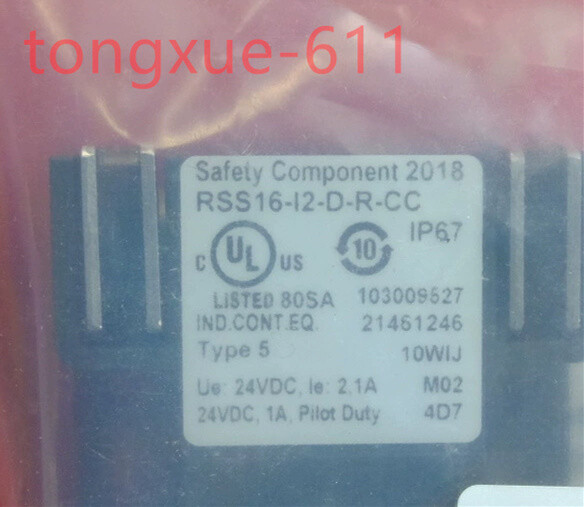 tongxue-611
Safety Component 2018
RSS16-I2-D-R-CC
IP67
C UL US 10
LISTED 80SA 103009527
IND.CONT.EQ. 21451246
Type 5 10WIJ
Ue: 24VDC, Ie: 2.1A M02
24VDC, 1A, Pilot Duty 4D7